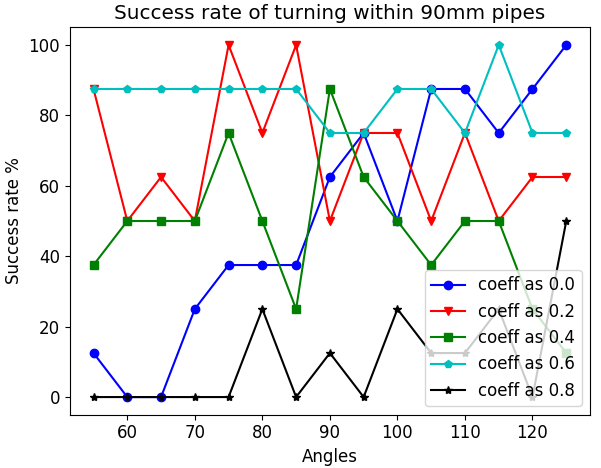 Success rate of turning within 90mm pipes
100
80
60
40
20
0
Success rate %
60 70 80 90 100 110 120
Angles
coeff as 0.0
coeff as 0.2
coeff as 0.4
coeff as 0.6
coeff as 0.8